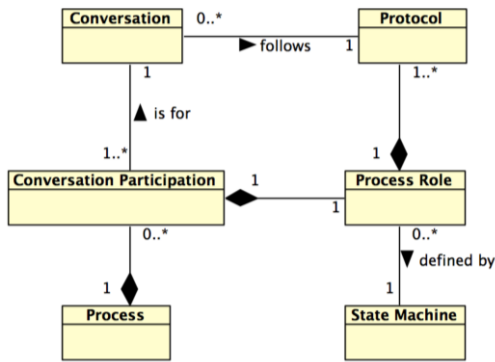 Conversation
0..*
Protocol
follows
1
1
1..*
is for
1..*
1
Conversation Participation
1
Process Role
1
0..*
0..*
defined by
1
1
Process
State Machine